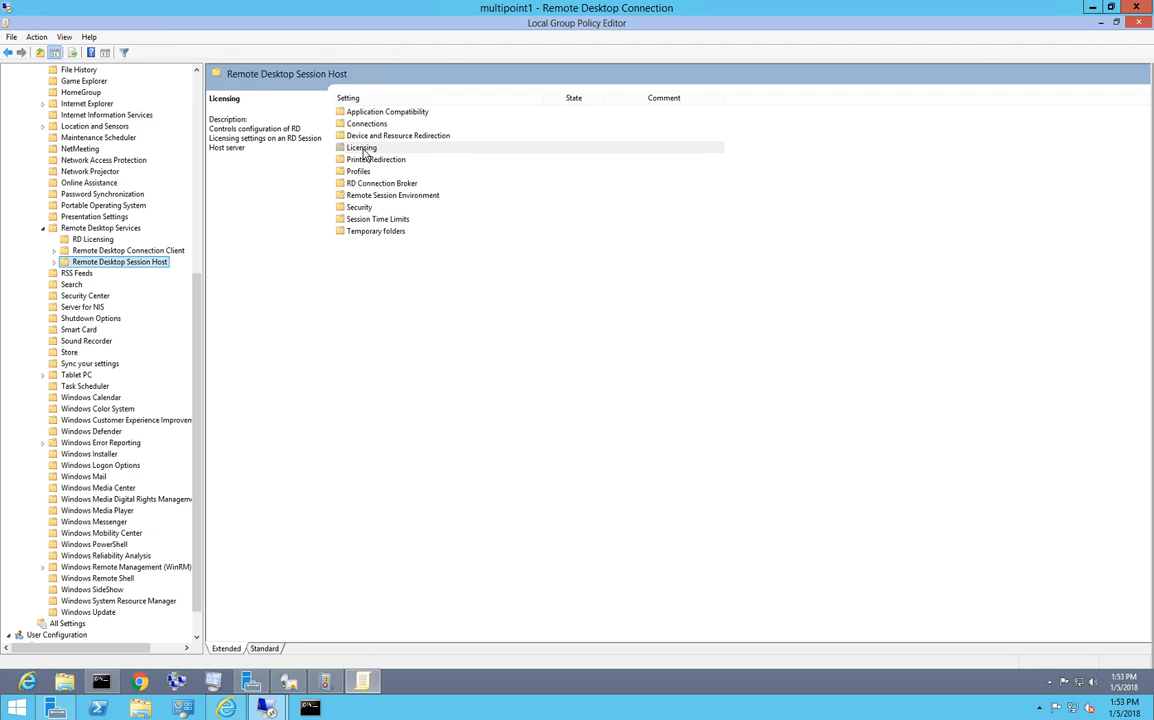 multipoint1 - Remote Desktop Connection
Local Group Policy Editor
File Action View Help
File History
Game Explorer
HomeGroup
Internet Explorer
Internet Information Services
Location and Sensors
Maintenance Scheduler
NetMeeting
Network Access Protection
Network Projector
Online Assistance
Password Synchronization
Portable Operating System
Presentation Settings
Remote Desktop Services
RD Licensing
Remote Desktop Connection Client
Remote Desktop Session Host
RSS Feeds
Search
Security Center
Server for NIS
Shutdown Options
Smart Card
Sound Recorder
Store
Sync your settings
Tablet PC
Task Scheduler
Windows Calendar
Windows Color System
Windows Customer Experience Improven
Windows Defender
Windows Error Reporting
Windows Installer
Windows Logon Options
Windows Mail
Windows Media Center
Windows Media Digital Rights Managem
Windows Media Player
Windows Messenger
Windows Mobility Center
Windows PowerShell
Windows Reliability Analysis
Windows Remote Management (WinRM)
Windows Remote Shell
Windows SideShow
Windows System Resource Manager
Windows Update
All Settings
User Configuration
Remote Desktop Session Host
Licensing
Description:
Controls configuration of RD
Licensing settings on an RD Session
Host server
Setting State Comment
Application Compatibility
Connections
Device and Resource Redirection
Licensing
Printer Redirection
Profiles
RD Connection Broker
Remote Session Environment
Security
Session Time Limits
Temporary folders
Extended Standard
1:53 PM
1/5/2018
1:53 PM
1/5/2018